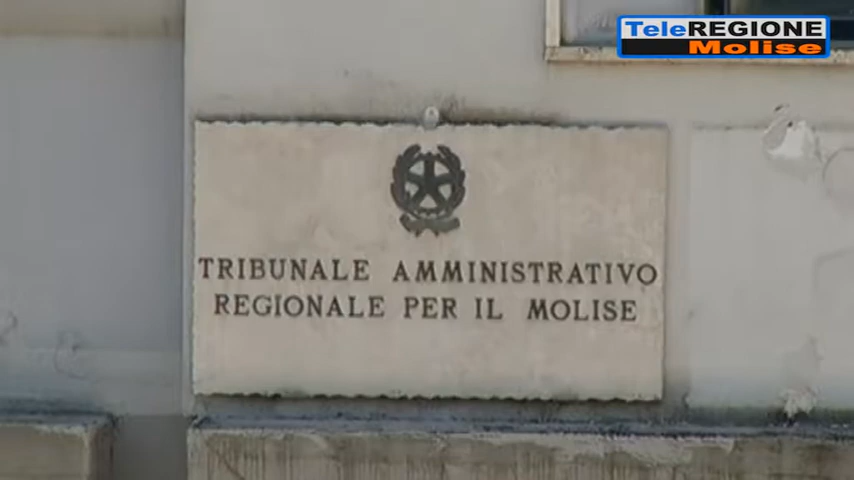 TeleREGIONE
Molise
TRIBUNALE AMMINISTRATIVO
REGIONALE PER IL MOLISE